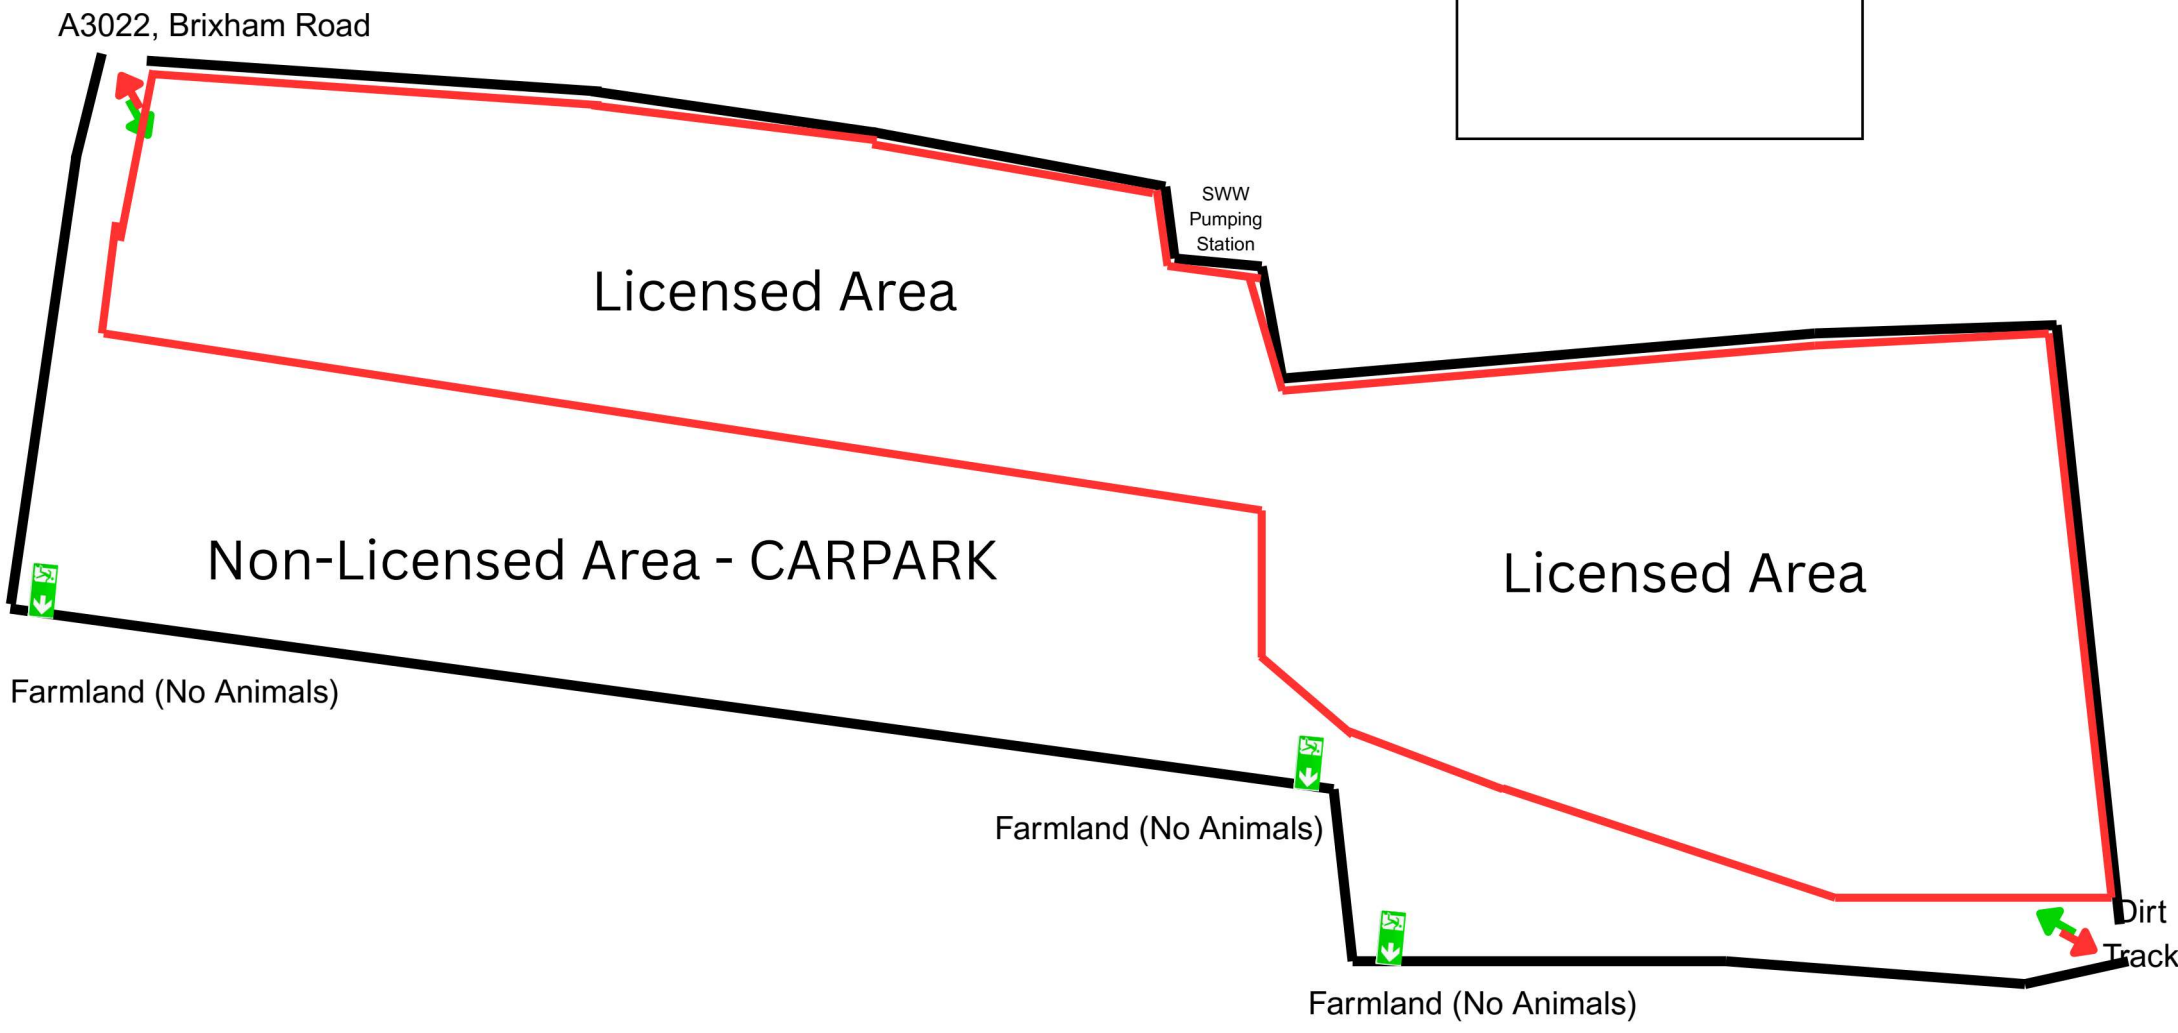 A3022, Brixham Road
SWW
Pumping
Station
Licensed Area
Non-Licensed Area - CARPARK
Licensed Area
Farmland (No Animals)
Farmland (No Animals)
Dirt
Track
Farmland (No Animals)